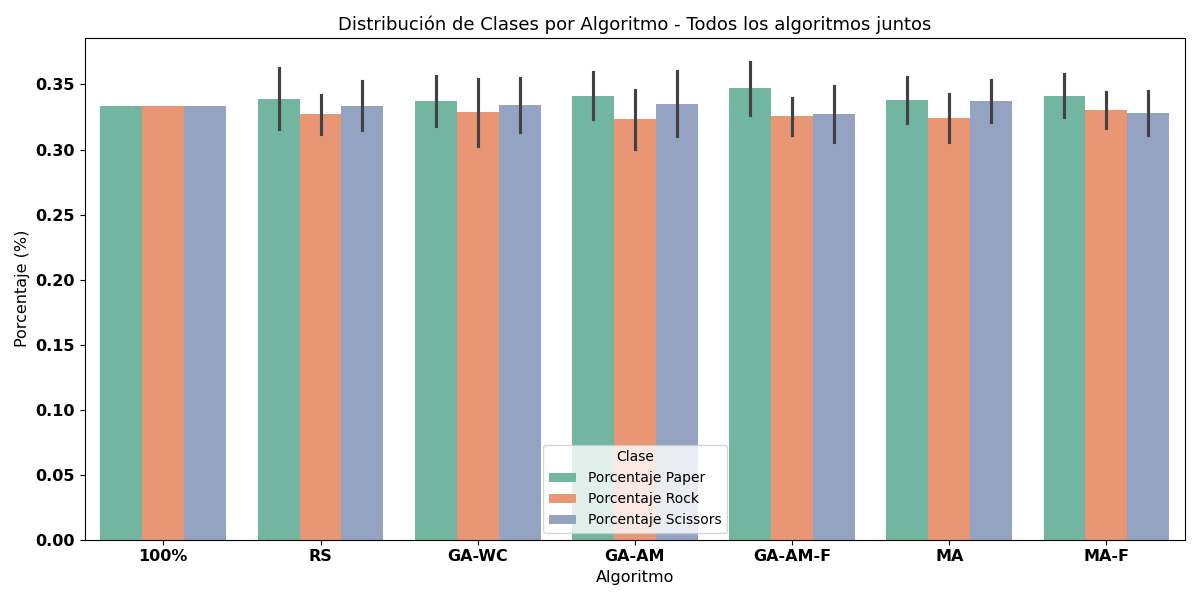 Distribución de Clases por Algoritmo - Todos los algoritmos juntos
Porcentaje (%)
0.35
0.30
0.25
0.20
0.15
0.10
0.05
0.00
Clase
Porcentaje Paper
Porcentaje Rock
Porcentaje Scissors
100% RS GA-WC GA-AM GA-AM-F MA MA-F
Algoritmo